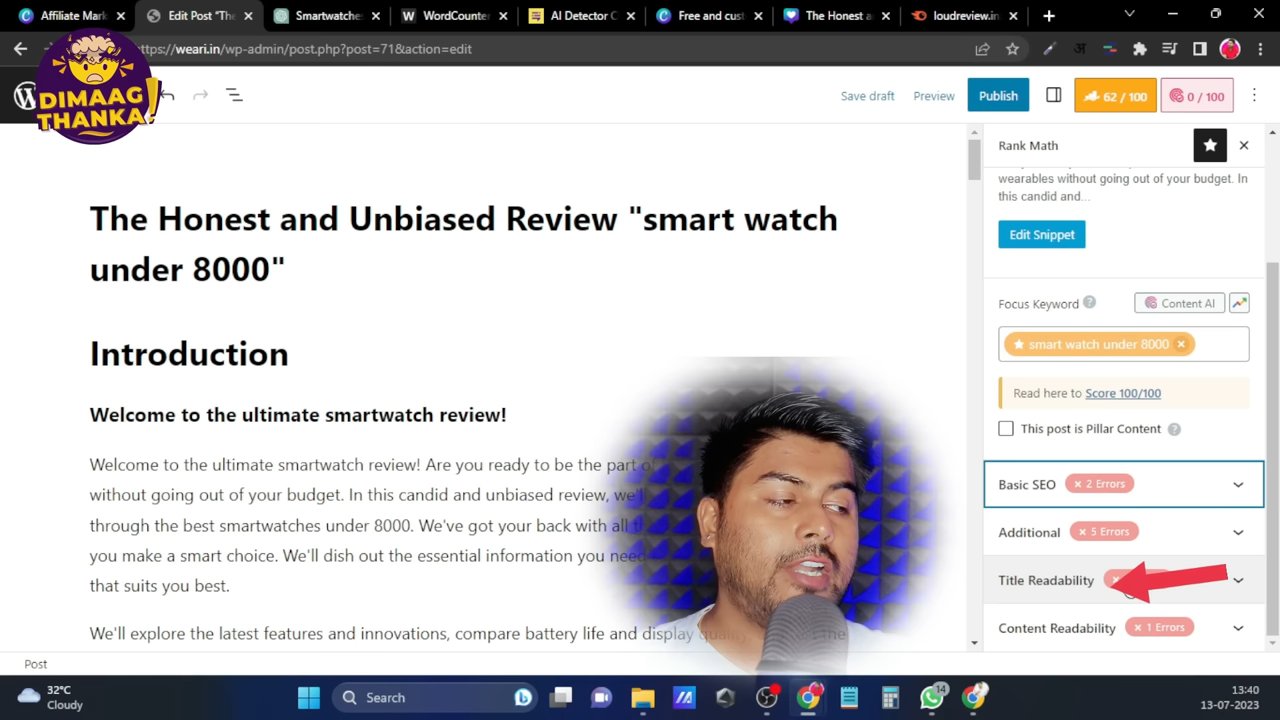 Affiliate Mark
Edit Post "The
Smartwatche
WordCounter
AI Detector C
Free and cust
The Honest a
loudreview.in
ttps://weari.in/wp-admin/post.php?post=71&action=edit
DIMAAG
THANKA!
Save draft
Preview
Publish
62 / 100
0 / 100
The Honest and Unbiased Review "smart watch
under 8000"
Introduction
Welcome to the ultimate smartwatch review!
Welcome to the ultimate smartwatch review! Are you ready to be the part of
without going out of your budget. In this candid and unbiased review, we'll
through the best smartwatches under 8000. We've got your back with all t
you make a smart choice. We'll dish out the essential information you need
that suits you best.
We'll explore the latest features and innovations, compare battery life and display quality, the
Rank Math
wearables without going out of your budget. In
this candid and...
Edit Snippet
Focus Keyword
Content AI
smart watch under 8000
Read here to Score 100/100
This post is Pillar Content
Basic SEO × 2 Errors
Additional × 5 Errors
Title Readability
Content Readability × 1 Errors
Post
32°C
Cloudy
Search
14
13:40
13-07-2023